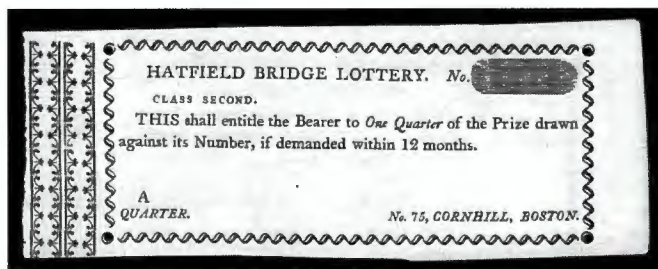 HATFIELD BRIDGE LOTTERY. No.
CLASS SECOND.
THIS shall entitle the Bearer to One Quarter of the Prize drawn
against its Number, if demanded within 12 months.
A
QUARTER. No. 75, CORNHILL, BOSTON.